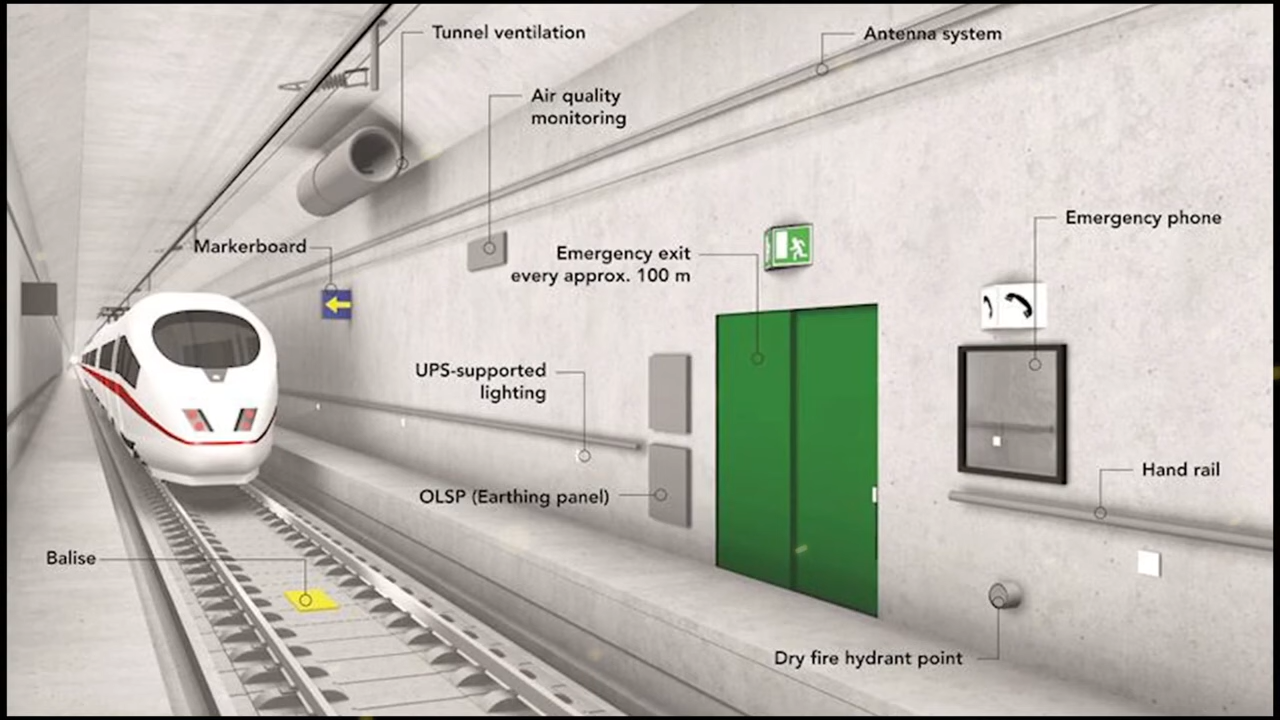 Tunnel ventilation
Antenna system
Air quality
monitoring
Emergency phone
Markerboard
Emergency exit
every approx. 100 m
UPS-supported
lighting
Hand rail
OLSP (Earthing panel)
Balise
Dry fire hydrant point